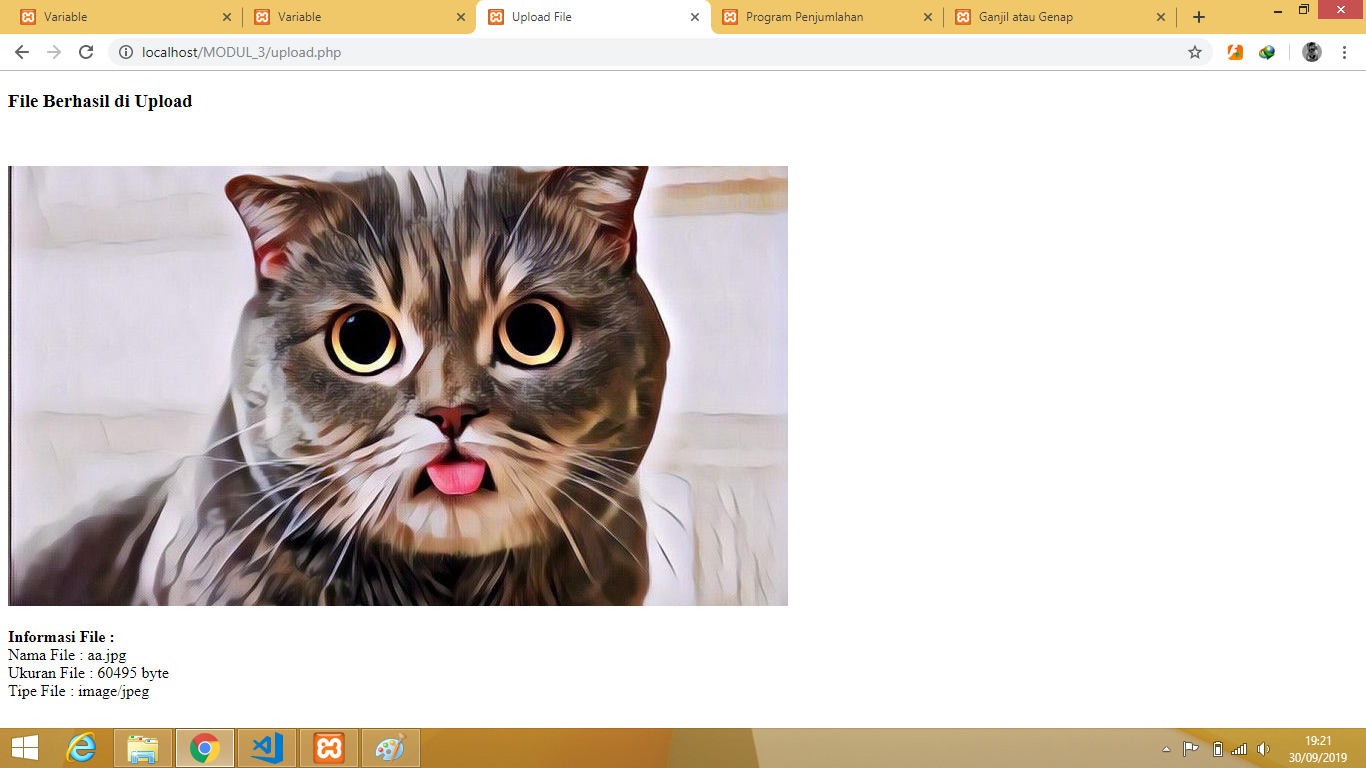 Variable
Variable
Upload File
Program Penjumlahan
Ganjil atau Genap
localhost/MODUL_3/upload.php
File Berhasil di Upload
Informasi File :
Nama File : aa.jpg
Ukuran File : 60495 byte
Tipe File : image/jpeg
19:21
30/09/2019